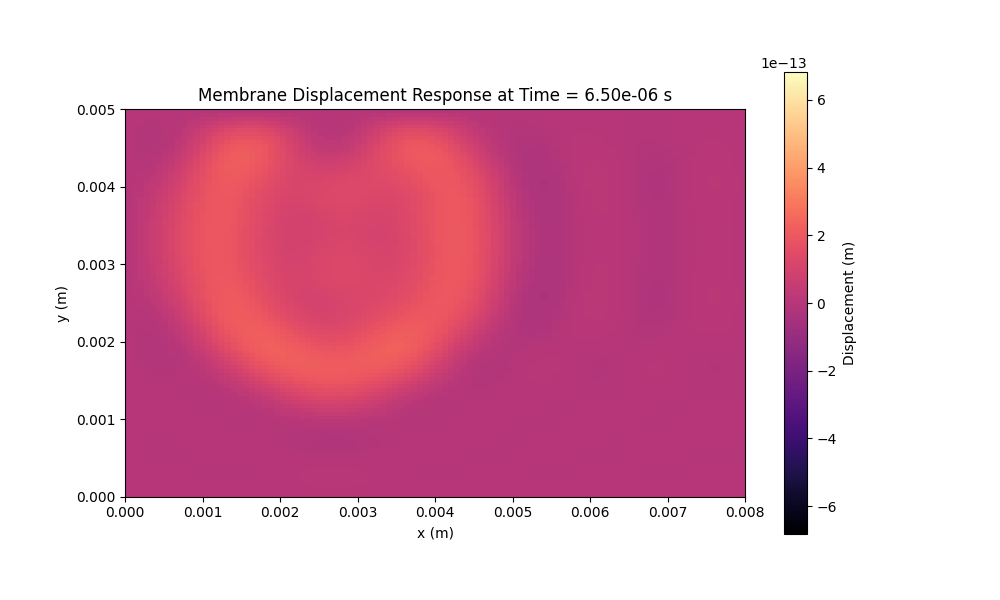 1e−13
Membrane Displacement Response at Time = 6.50e-06 s
0.005
0.004
0.003
0.002
0.001
0.000
y (m)
0.000 0.001 0.002 0.003 0.004 0.005 0.006 0.007 0.008
x (m)
6
4
2
0
−2
−4
−6
Displacement (m)